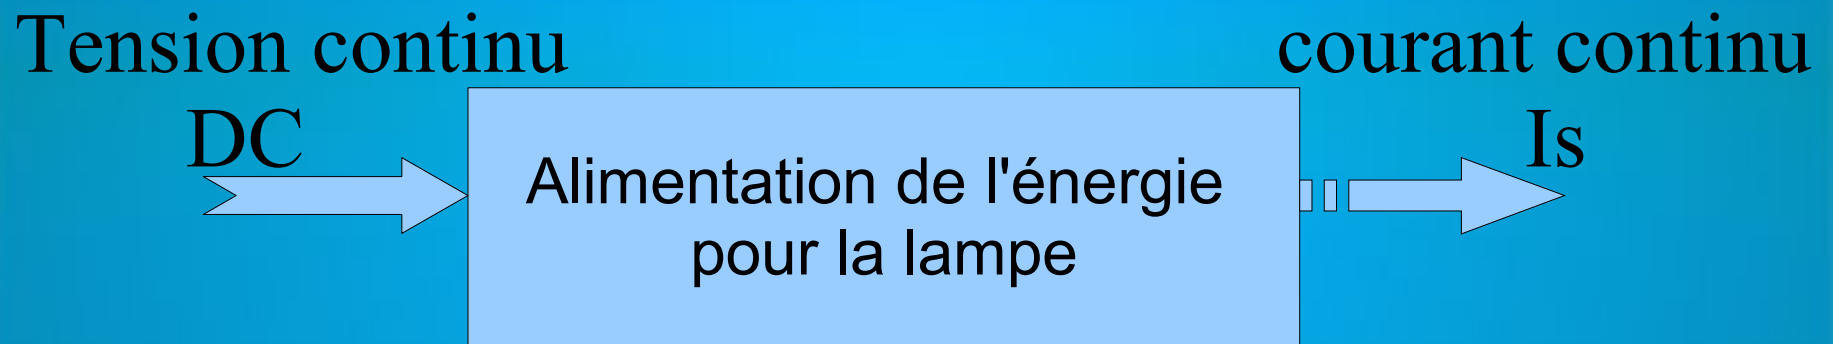 Tension continu
DC
Alimentation de l'énergie
pour la lampe
courant continu
Is